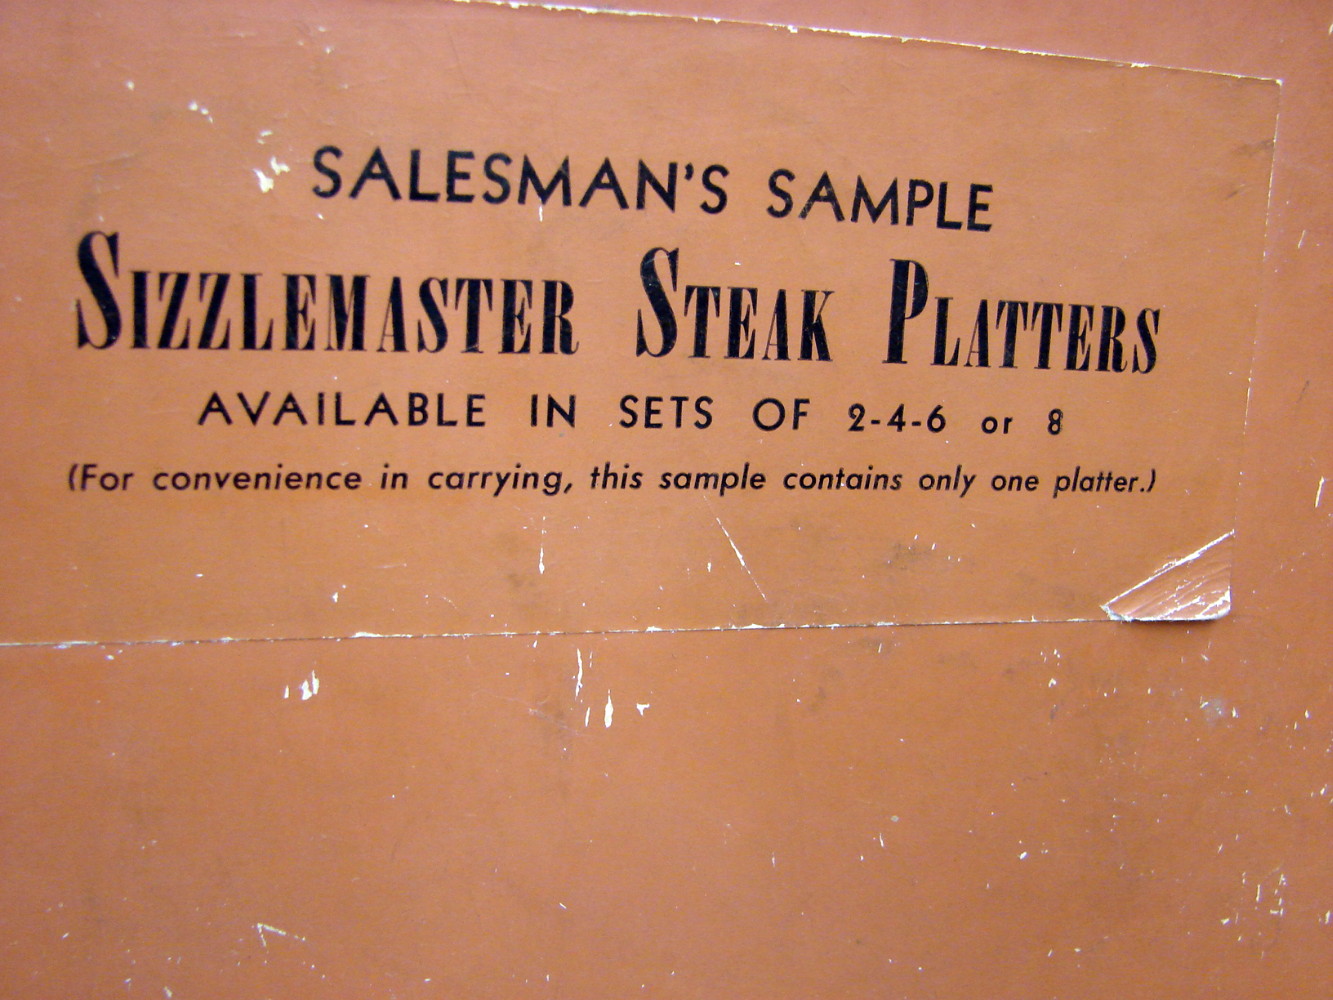 SALESMAN'S SAMPLE
SIZZLEMASTER STEAK PLATTERS
AVAILABLE IN SETS OF 2-4-6 or 8
(For convenience in carrying, this sample contains only one platter.)